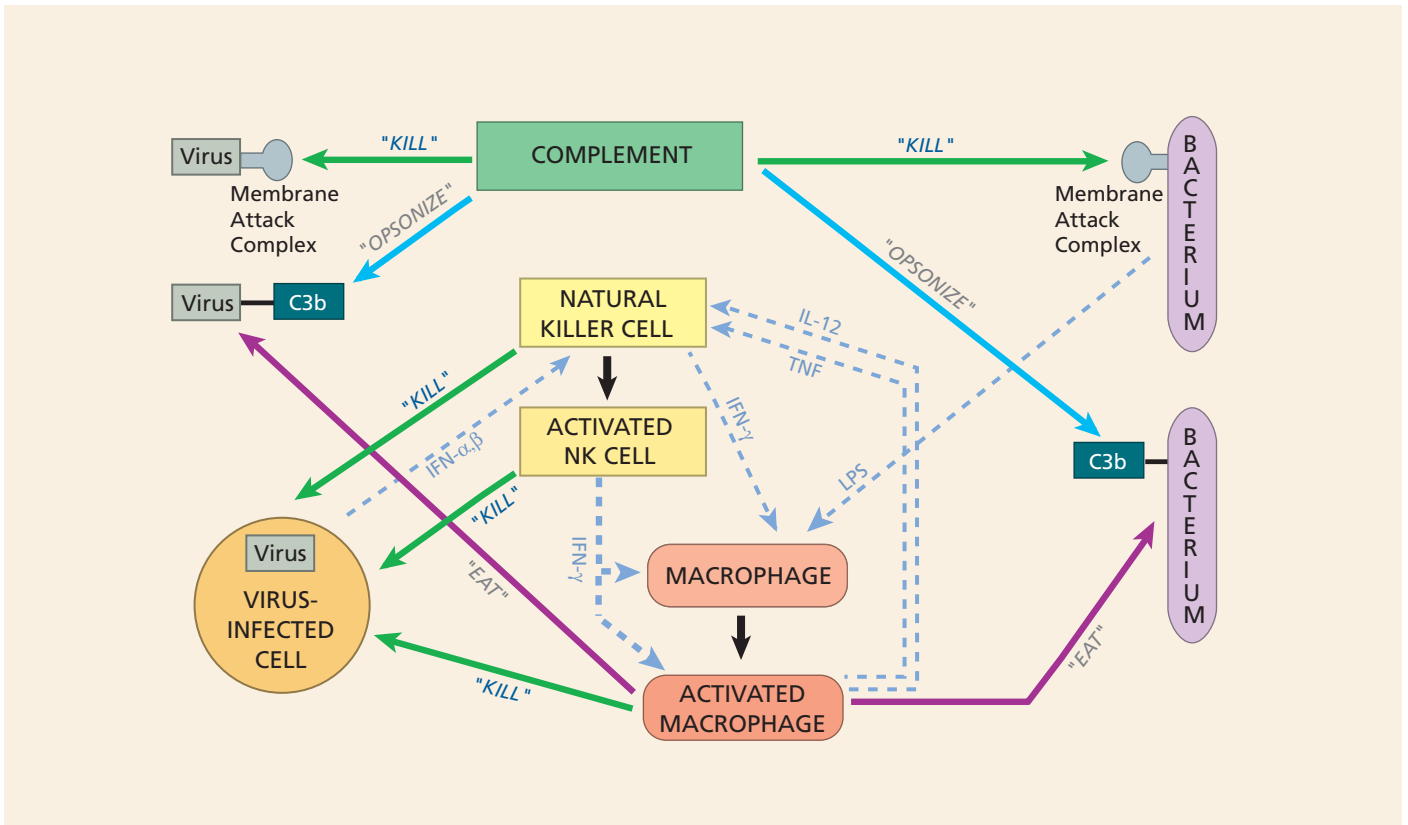 "KILL"
COMPLEMENT
"KILL"
Virus
Membrane
Attack
Complex
"OPSONIZE"
Membrane
Attack
Complex
BACTERIUM
"OPSONIZE"
Virus
C3b
NATURAL
KILLER CELL
IL-12
TNF
"KILL"
IFN-α,β
ACTIVATED
NK CELL
IFN-γ
LPS
C3b
BACTERIUM
"KILL"
Virus
VIRUS-
INFECTED
CELL
"EAT"
IFN-γ
MACROPHAGE
"EAT"
"KILL"
ACTIVATED
MACROPHAGE